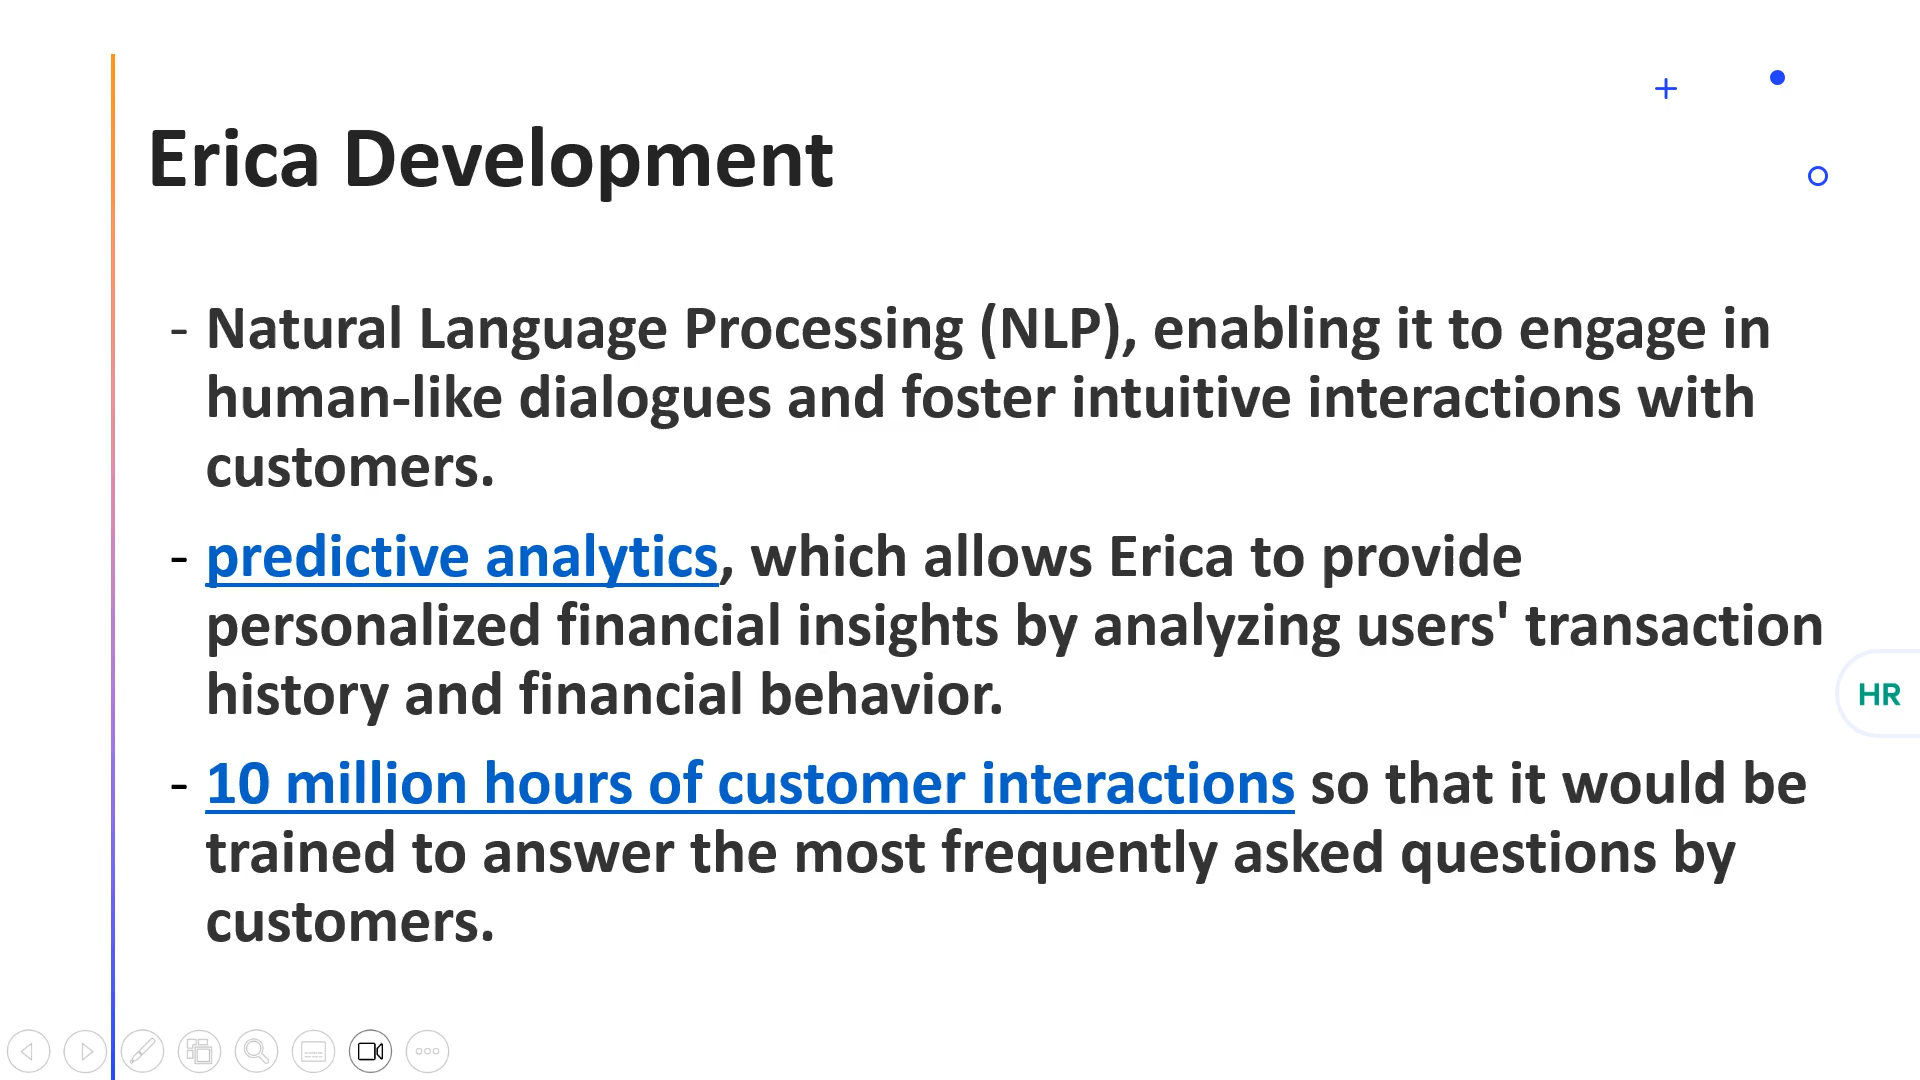 Erica Development
- Natural Language Processing (NLP), enabling it to engage in
human-like dialogues and foster intuitive interactions with
customers.
- predictive analytics, which allows Erica to provide
personalized financial insights by analyzing users' transaction
history and financial behavior.
- 10 million hours of customer interactions so that it would be
trained to answer the most frequently asked questions by
customers.
HR